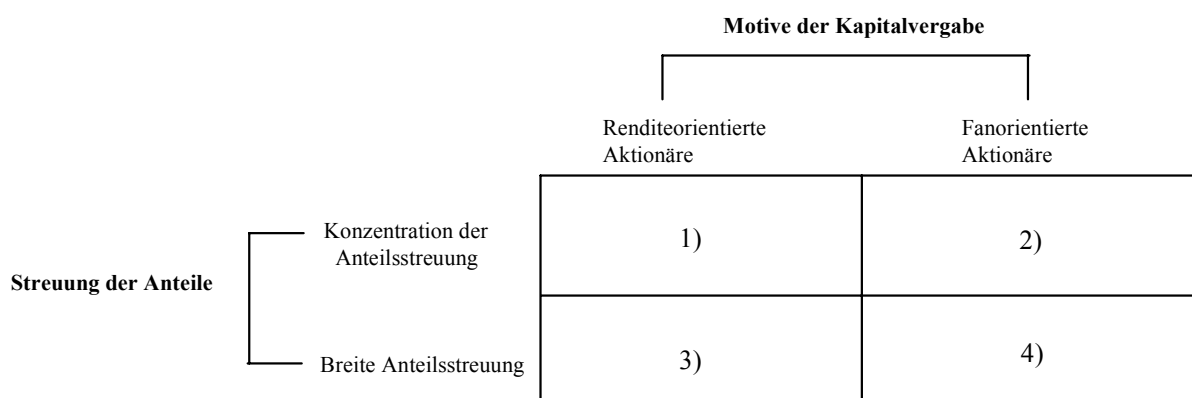 Motive der Kapitalvergabe
Renditeorientierte
Aktionäre
Fanorientierte
Aktionäre
Streuung der Anteile
Konzentration der
Anteilsstreuung
1)
2)
Breite Anteilsstreuung
3)
4)